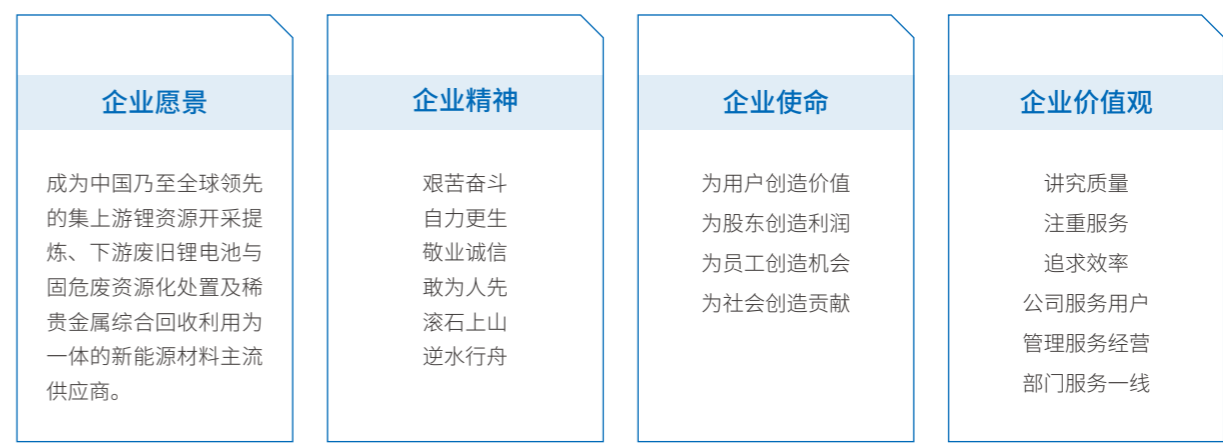 企业愿景
成为中国乃至全球领先
的集上游锂资源开采提
炼、下游废旧锂电池与
固危废资源化处置及稀
贵金属综合回收利用为
一体的新能源材料主流
供应商。
企业精神
艰苦奋斗
自力更生
敬业诚信
敢为人先
滚石上山
逆水行舟
企业使命
为用户创造价值
为股东创造利润
为员工创造机会
为社会创造贡献
企业价值观
讲究质量
注重服务
追求效率
公司服务用户
管理服务经营
部门服务一线